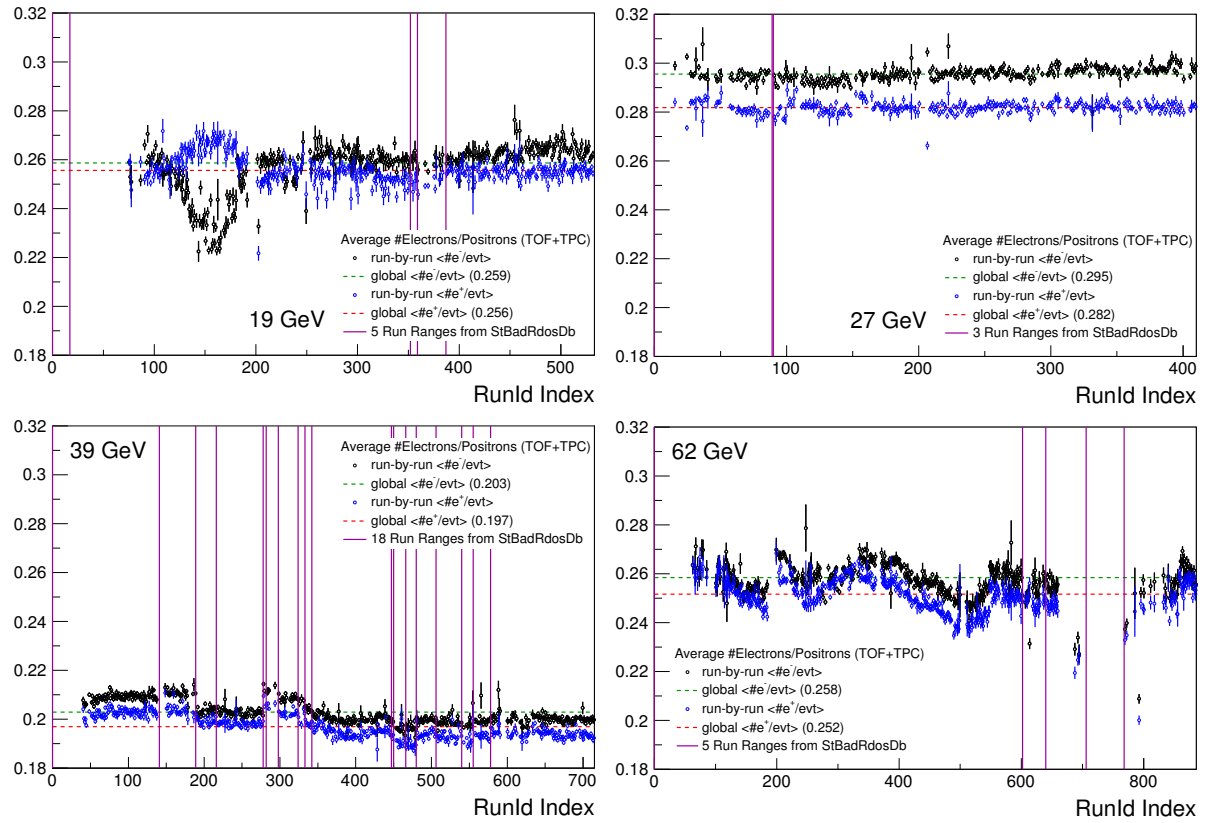 0.32
0.3
0.28
0.26
0.24
0.22
0.2
0.18
0 100 200 300 400 500
RunId Index
19 GeV
Average #Electrons/Positrons (TOF+TPC)
run-by-run <#e-/evt>
global <#e-/evt> (0.259)
run-by-run <#e+/evt>
global <#e+/evt> (0.256)
5 Run Ranges from StBadRdosDb
0.32
0.3
0.28
0.26
0.24
0.22
0.2
0.18
0 100 200 300 400
RunId Index
27 GeV
Average #Electrons/Positrons (TOF+TPC)
run-by-run <#e-/evt>
global <#e-/evt> (0.295)
run-by-run <#e+/evt>
global <#e+/evt> (0.282)
3 Run Ranges from StBadRdosDb
0.32
0.3
0.28
0.26
0.24
0.22
0.2
0.18
0 100 200 300 400 500 600 700
RunId Index
39 GeV
Average #Electrons/Positrons (TOF+TPC)
run-by-run <#e-/evt>
global <#e-/evt> (0.203)
run-by-run <#e+/evt>
global <#e+/evt> (0.197)
18 Run Ranges from StBadRdosDb
0.32
0.3
0.28
0.26
0.24
0.22
0.2
0.18
0 200 400 600 800
RunId Index
62 GeV
Average #Electrons/Positrons (TOF+TPC)
run-by-run <#e-/evt>
global <#e-/evt> (0.258)
run-by-run <#e+/evt>
global <#e+/evt> (0.252)
5 Run Ranges from StBadRdosDb